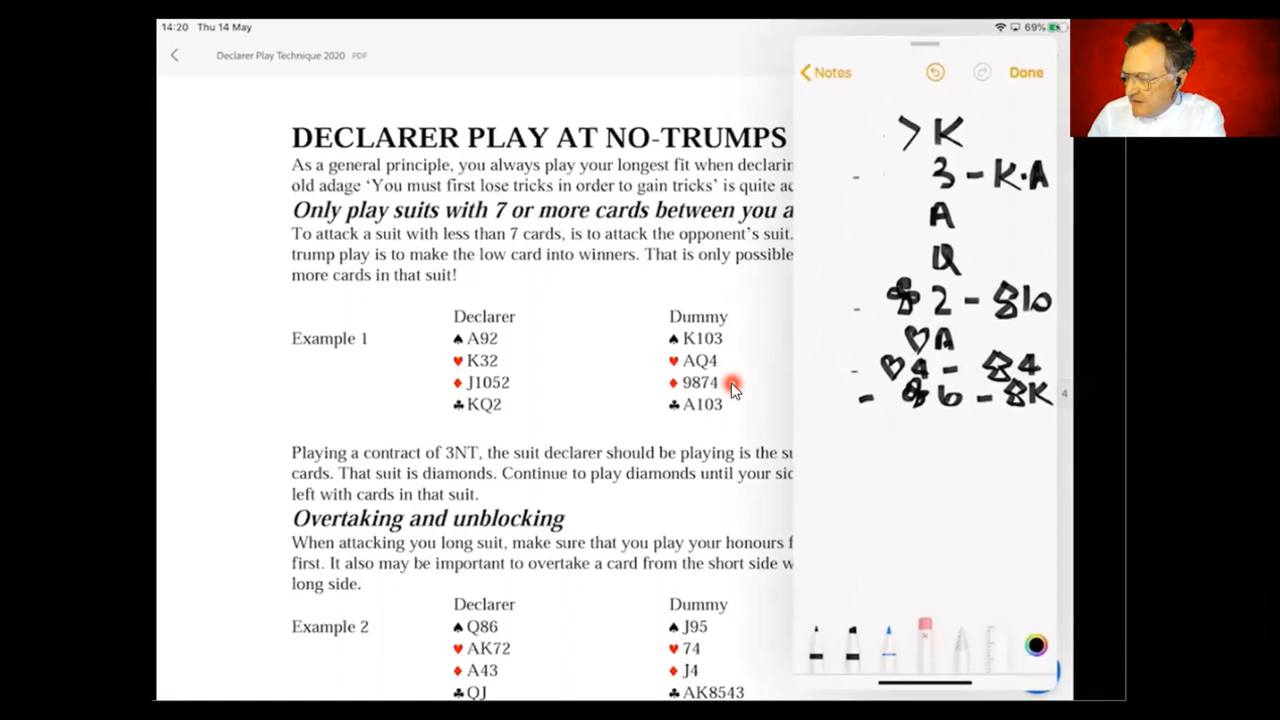 14:20 Thu 14 May
69%
Declarer Play Technique 2020 PDF
DECLARER PLAY AT NO-TRUMPS
As a general principle, you always play your longest fit when declarin
old adage ‘You must first lose tricks in order to gain tricks’ is quite ac
Only play suits with 7 or more cards between you a
To attack a suit with less than 7 cards, is to attack the opponent’s suit.
trump play is to make the low card into winners. That is only possible
more cards in that suit!
Declarer Dummy
Example 1 ♠ A92 ♠ K103
♥ K32 ♥ AQ4
♦ J1052 ♦ 9874
♣ KQ2 ♣ A103
Playing a contract of 3NT, the suit declarer should be playing is the su
cards. That suit is diamonds. Continue to play diamonds until your sid
left with cards in that suit.
Overtaking and unblocking
When attacking you long suit, make sure that you play your honours f
first. It also may be important to overtake a card from the short side w
long side.
Declarer Dummy
Example 2 ♠ Q86 ♠ J95
♥ AK72 ♥ 74
♦ A43 ♦ J4
♣ QJ ♣ AK8543
Notes Done
> K
- 3 - K·A
A
Q
- ♣ 2 - ♣10
♡A
- ♡4 - ♣4
- ♣6 - ♣K
4